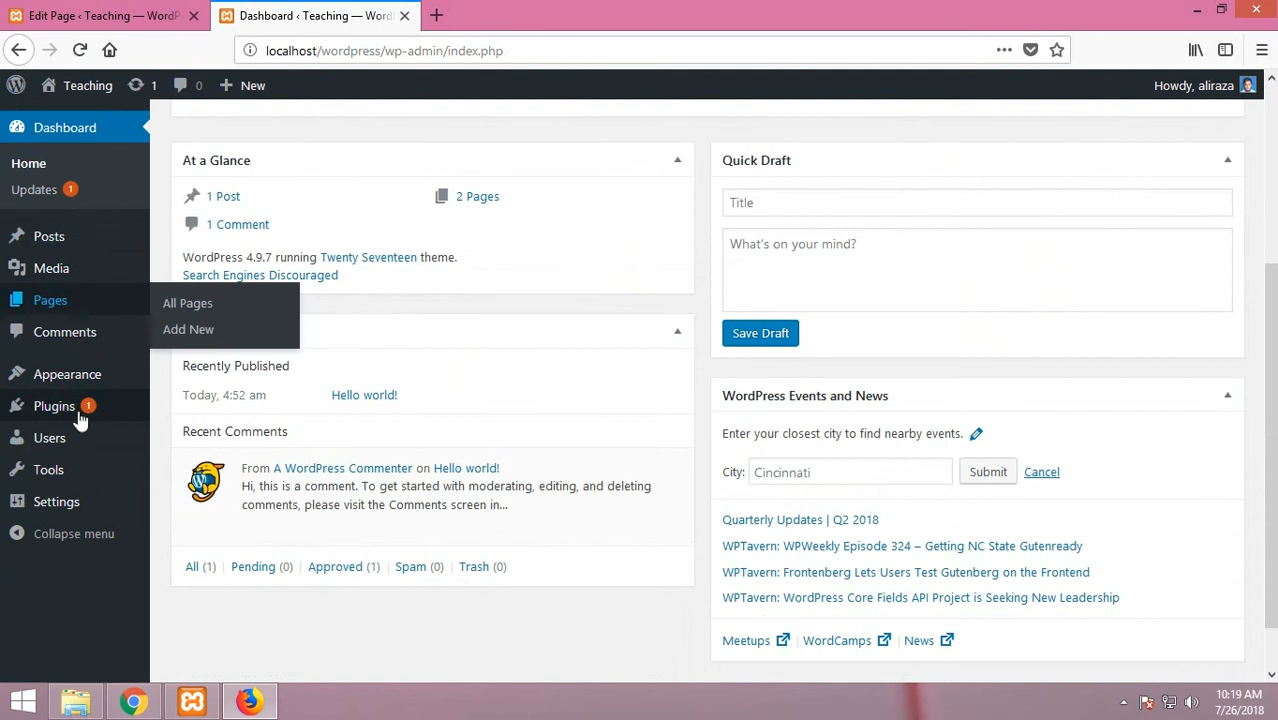 Edit Page ‹ Teaching — WordP
Dashboard ‹ Teaching — Word
localhost/wordpress/wp-admin/index.php
Teaching
1
0
New
Howdy, aliraza
Dashboard
Home
Updates 1
Posts
Media
Pages
Comments
Appearance
Plugins 1
Users
Tools
Settings
Collapse menu
All Pages
Add New
At a Glance
1 Post
2 Pages
1 Comment
WordPress 4.9.7 running Twenty Seventeen theme.
Search Engines Discouraged
Recently Published
Today, 4:52 am
Hello world!
Recent Comments
From A WordPress Commenter on Hello world!
Hi, this is a comment. To get started with moderating, editing, and deleting
comments, please visit the Comments screen in...
All (1)
Pending (0)
Approved (1)
Spam (0)
Trash (0)
Quick Draft
Title
What's on your mind?
Save Draft
WordPress Events and News
Enter your closest city to find nearby events.
City: Cincinnati Submit Cancel
Quarterly Updates | Q2 2018
WPTavern: WPWeekly Episode 324 – Getting NC State Gutenready
WPTavern: Frontenberg Lets Users Test Gutenberg on the Frontend
WPTavern: WordPress Core Fields API Project is Seeking New Leadership
Meetups
WordCamps
News
10:19 AM
7/26/2018